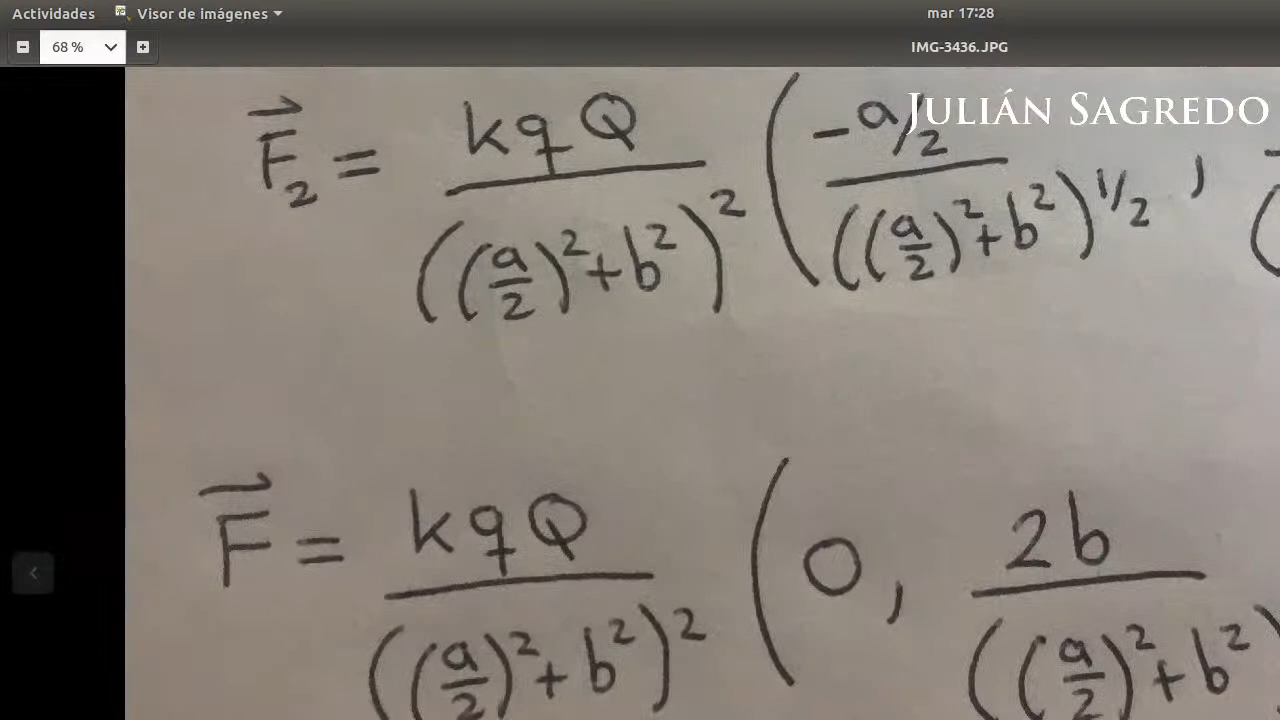 Actividades Visor de imágenes mar 17:28
68 % IMG-3436.JPG
JULIÁN SAGREDO
F⃗₂ = kqQ / ((a/2)² + b²)² ( -a/2 / ((a/2)² + b²)^1/2 ,
F⃗ = kqQ / ((a/2)² + b²)² ( 0, 2b / ((a/2)² + b²)